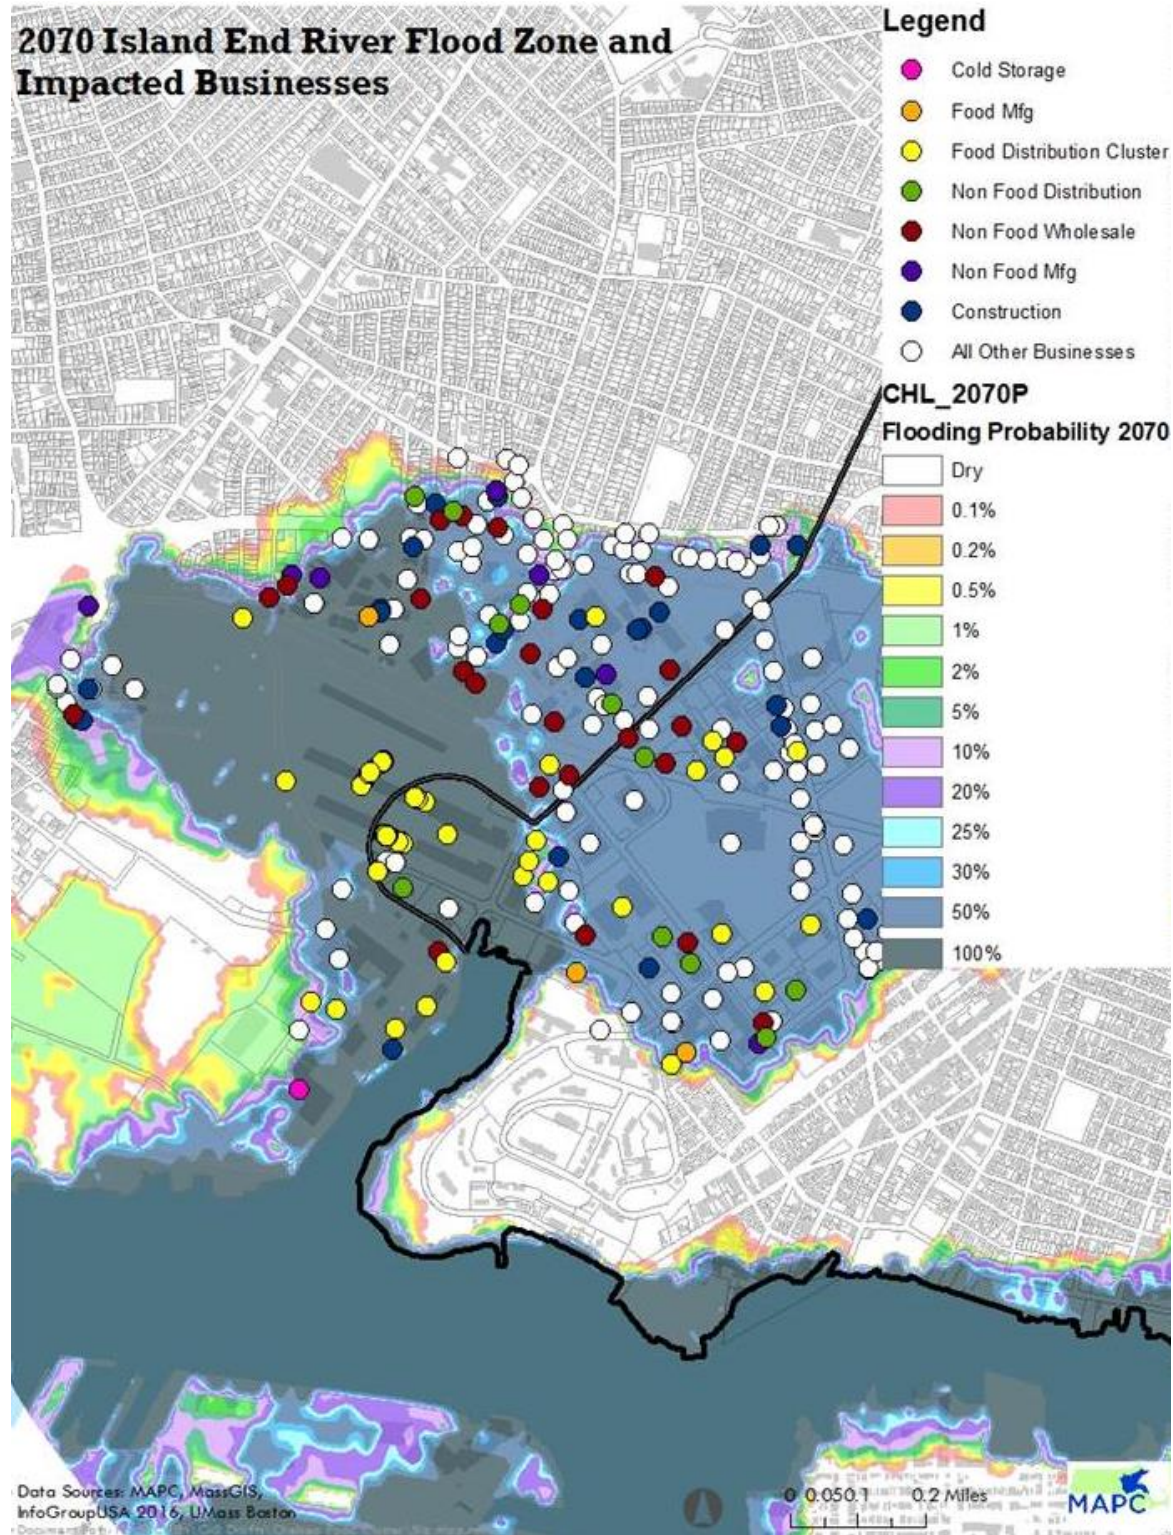 2070 Island End River Flood Zone and
Impacted Businesses
Legend
Cold Storage
Food Mfg
Food Distribution Cluster
Non Food Distribution
Non Food Wholesale
Non Food Mfg
Construction
All Other Businesses
CHL_2070P
Flooding Probability 2070
Dry
0.1%
0.2%
0.5%
1%
2%
5%
10%
20%
25%
30%
50%
100%
Data Sources: MAPC, MassGIS,
InfoGroupUSA 2016, UMass Boston
0 0.050.1 0.2 Miles
MAPC